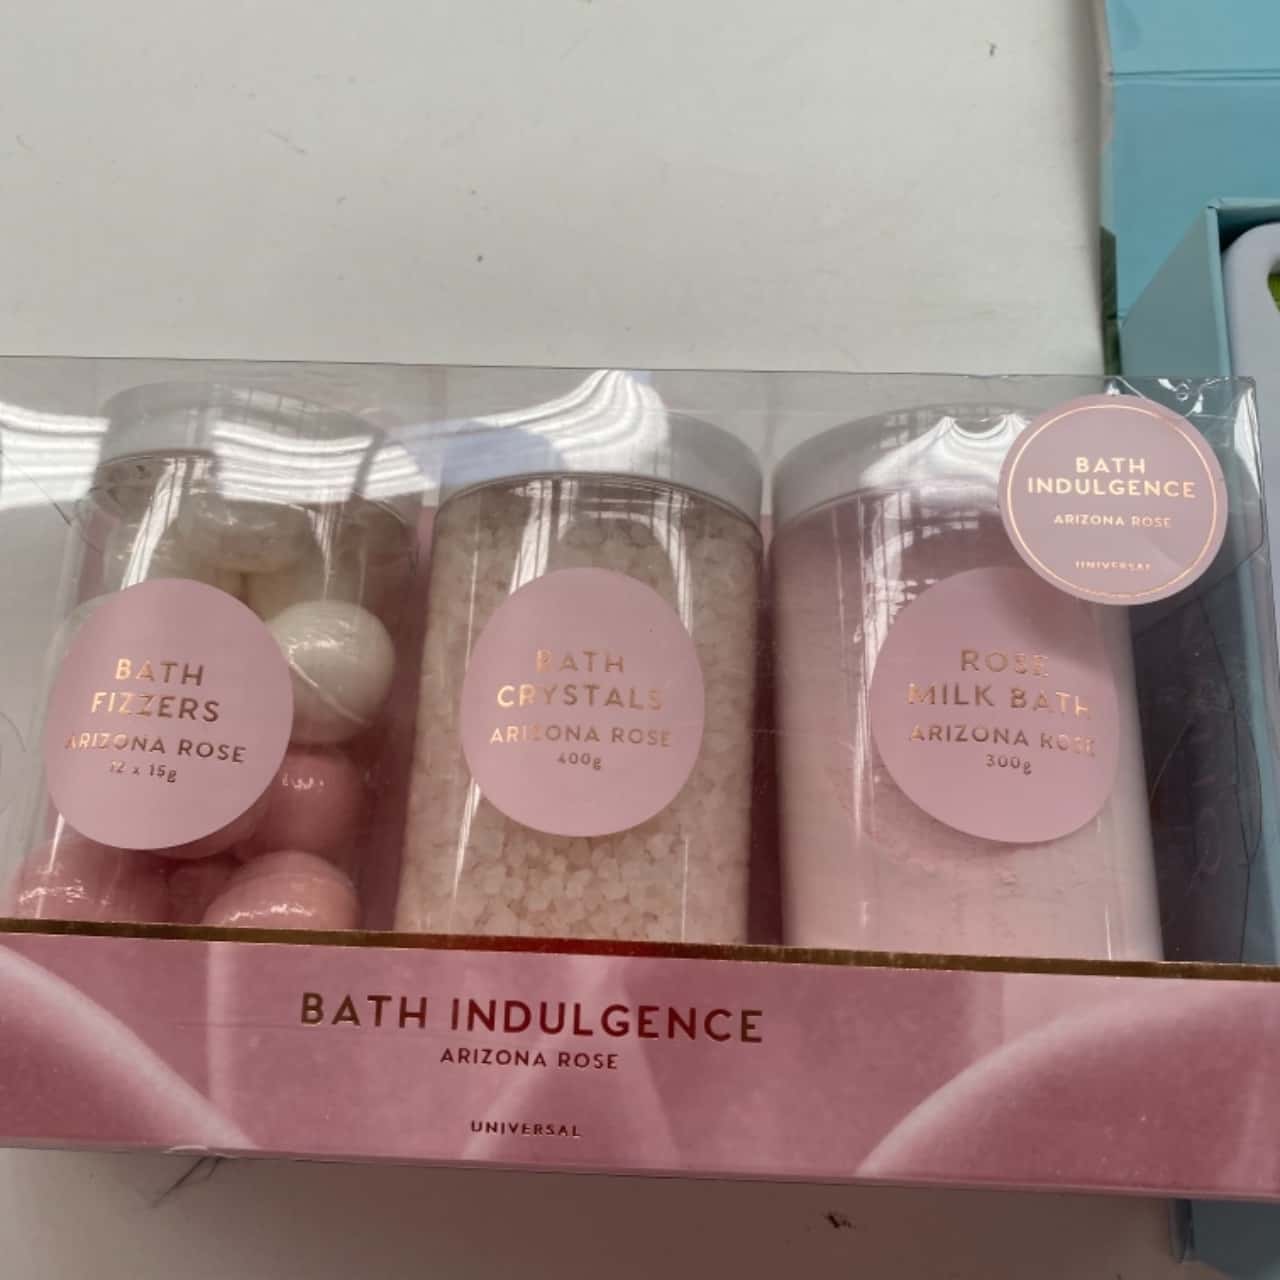 BATH
INDULGENCE
ARIZONA ROSE
UNIVERSAL
BATH
FIZZERS
ARIZONA ROSE
12 x 15g
BATH
CRYSTALS
ARIZONA ROSE
400g
ROSE
MILK BATH
ARIZONA ROSE
300g
BATH INDULGENCE
ARIZONA ROSE
UNIVERSAL